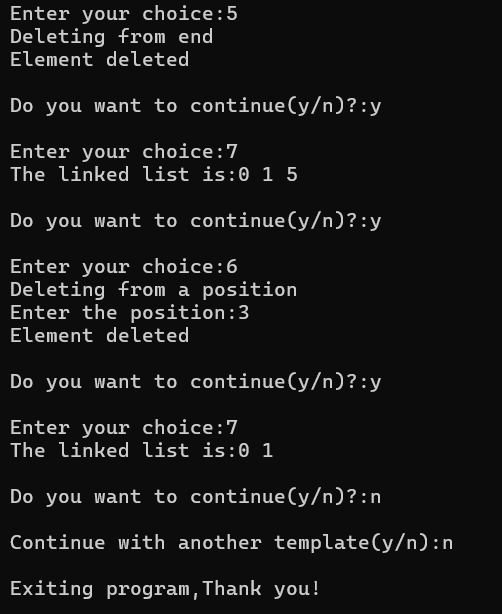 Enter your choice:5
Deleting from end
Element deleted
Do you want to continue(y/n)?:y
Enter your choice:7
The linked list is:0 1 5
Do you want to continue(y/n)?:y
Enter your choice:6
Deleting from a position
Enter the position:3
Element deleted
Do you want to continue(y/n)?:y
Enter your choice:7
The linked list is:0 1
Do you want to continue(y/n)?:n
Continue with another template(y/n):n
Exiting program,Thank you!